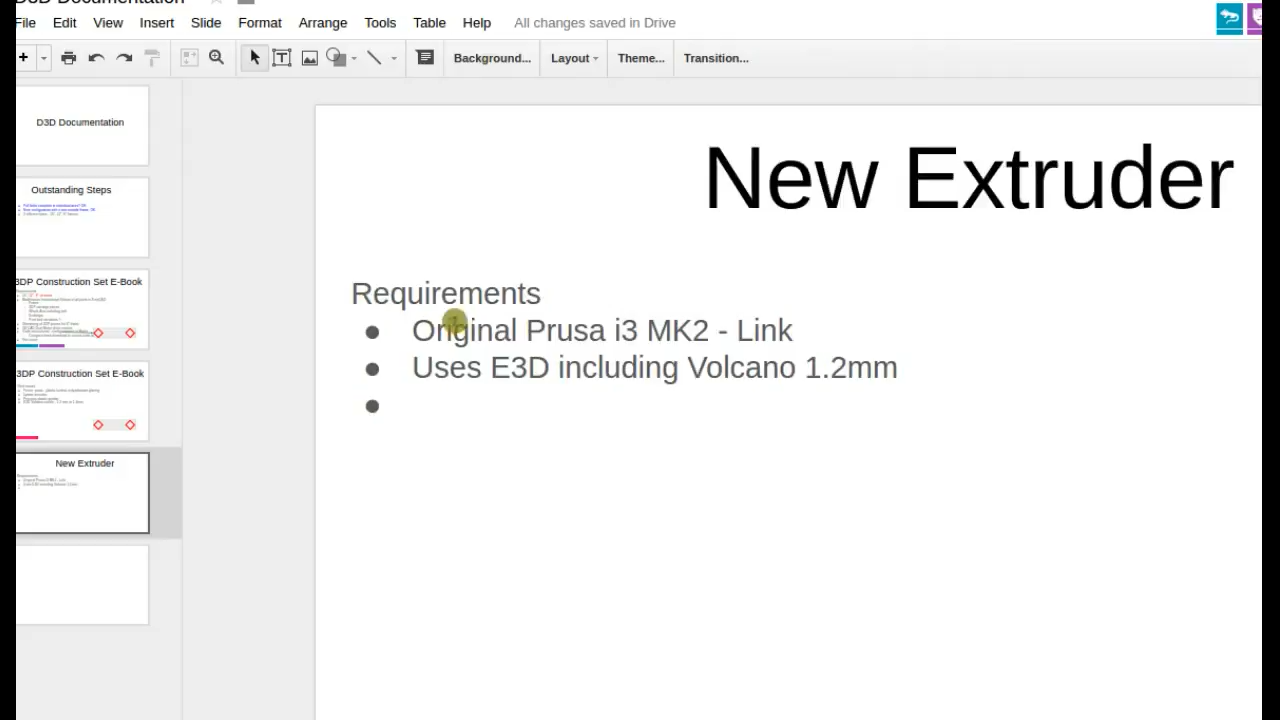 D3D Documentation
File Edit View Insert Slide Format Arrange Tools Table Help All changes saved in Drive
Background... Layout Theme... Transition...
D3D Documentation
Outstanding Steps
3DP Construction Set E-Book
3DP Construction Set E-Book
New Extruder
New Extruder
Requirements
● Original Prusa i3 MK2 - Link
● Uses E3D including Volcano 1.2mm
●